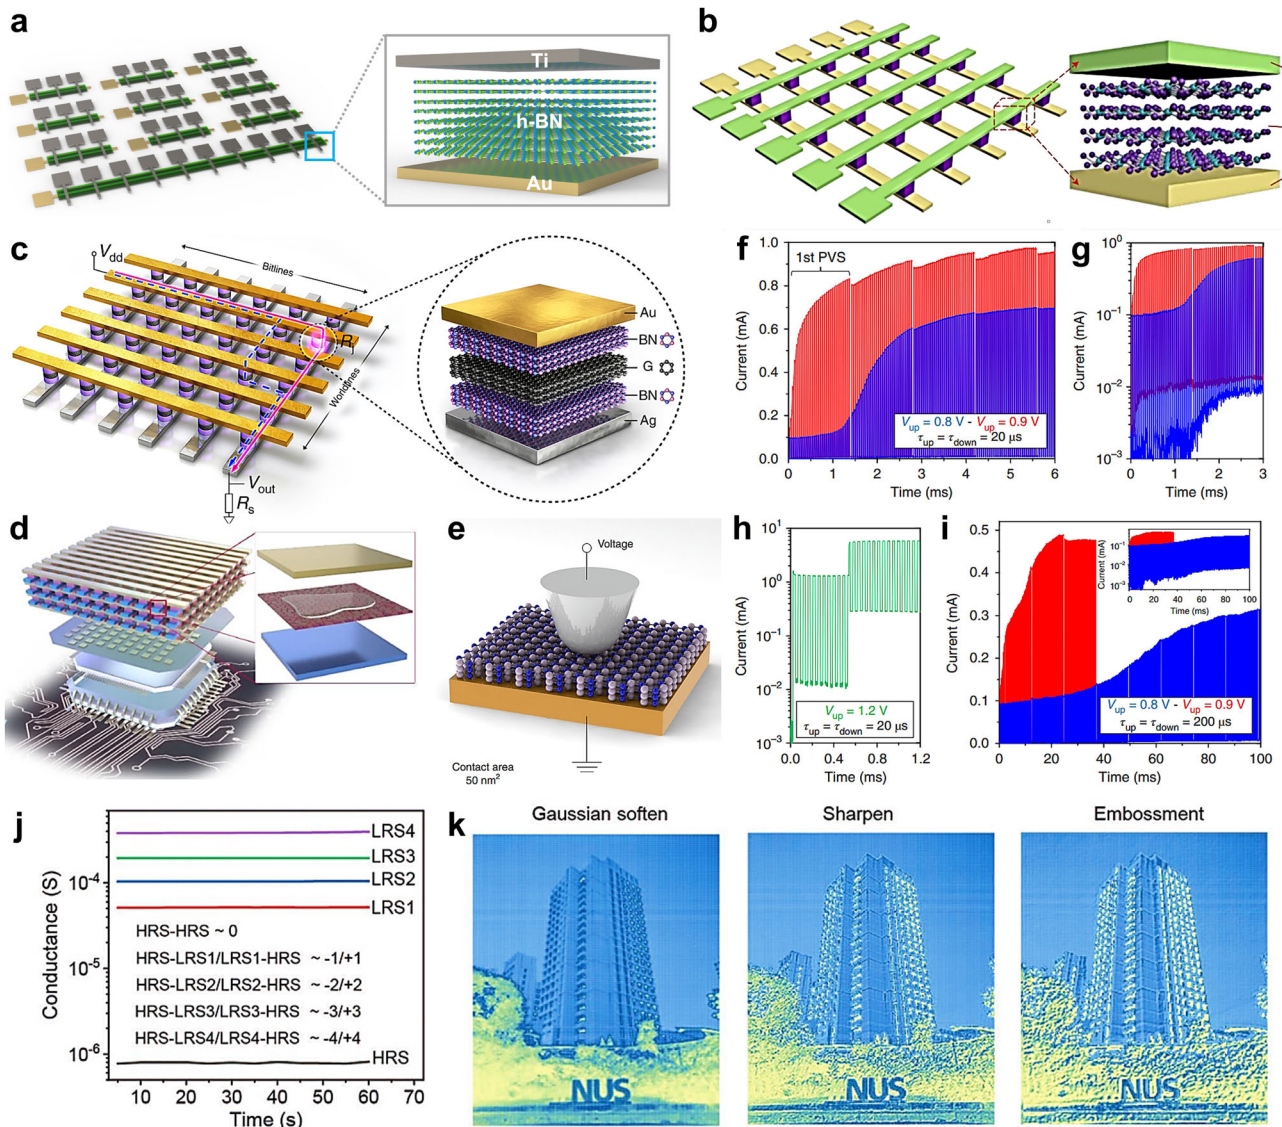 a
Ti
h-BN
Au
b
c
V_dd
Bitlines
R_i
Worldlines
V_out
R_s
Au
BN
G
BN
Ag
f
1st PVS
Current (mA)
1.0
0.8
0.6
0.4
0.2
0.0
V_up = 0.8 V - V_up = 0.9 V
τ_up = τ_down = 20 µs
0 1 2 3 4 5 6
Time (ms)
g
Current (mA)
10^0
10^-1
10^-2
10^-3
0 1 2 3
Time (ms)
d
e
Voltage
Contact area
50 nm²
h
Current (mA)
10^1
10^0
10^-1
10^-2
10^-3
V_up = 1.2 V
τ_up = τ_down = 20 µs
0.0 0.4 0.8 1.2
Time (ms)
i
Current (mA)
0.5
0.4
0.3
0.2
0.1
0.0
Current (mA)
10^-1
10^-2
10^-3
0 20 40 60 80 100
Time (ms)
V_up = 0.8 V - V_up = 0.9 V
τ_up = τ_down = 200 µs
0 20 40 60 80 100
Time (ms)
j
Conductance (S)
10^-4
10^-5
10^-6
LRS4
LRS3
LRS2
LRS1
HRS-HRS ~ 0
HRS-LRS1/LRS1-HRS ~ -1/+1
HRS-LRS2/LRS2-HRS ~ -2/+2
HRS-LRS3/LRS3-HRS ~ -3/+3
HRS-LRS4/LRS4-HRS ~ -4/+4
HRS
10 20 30 40 50 60 70
Time (s)
k
Gaussian soften
Sharpen
Embossment
NUS
NUS
NUS